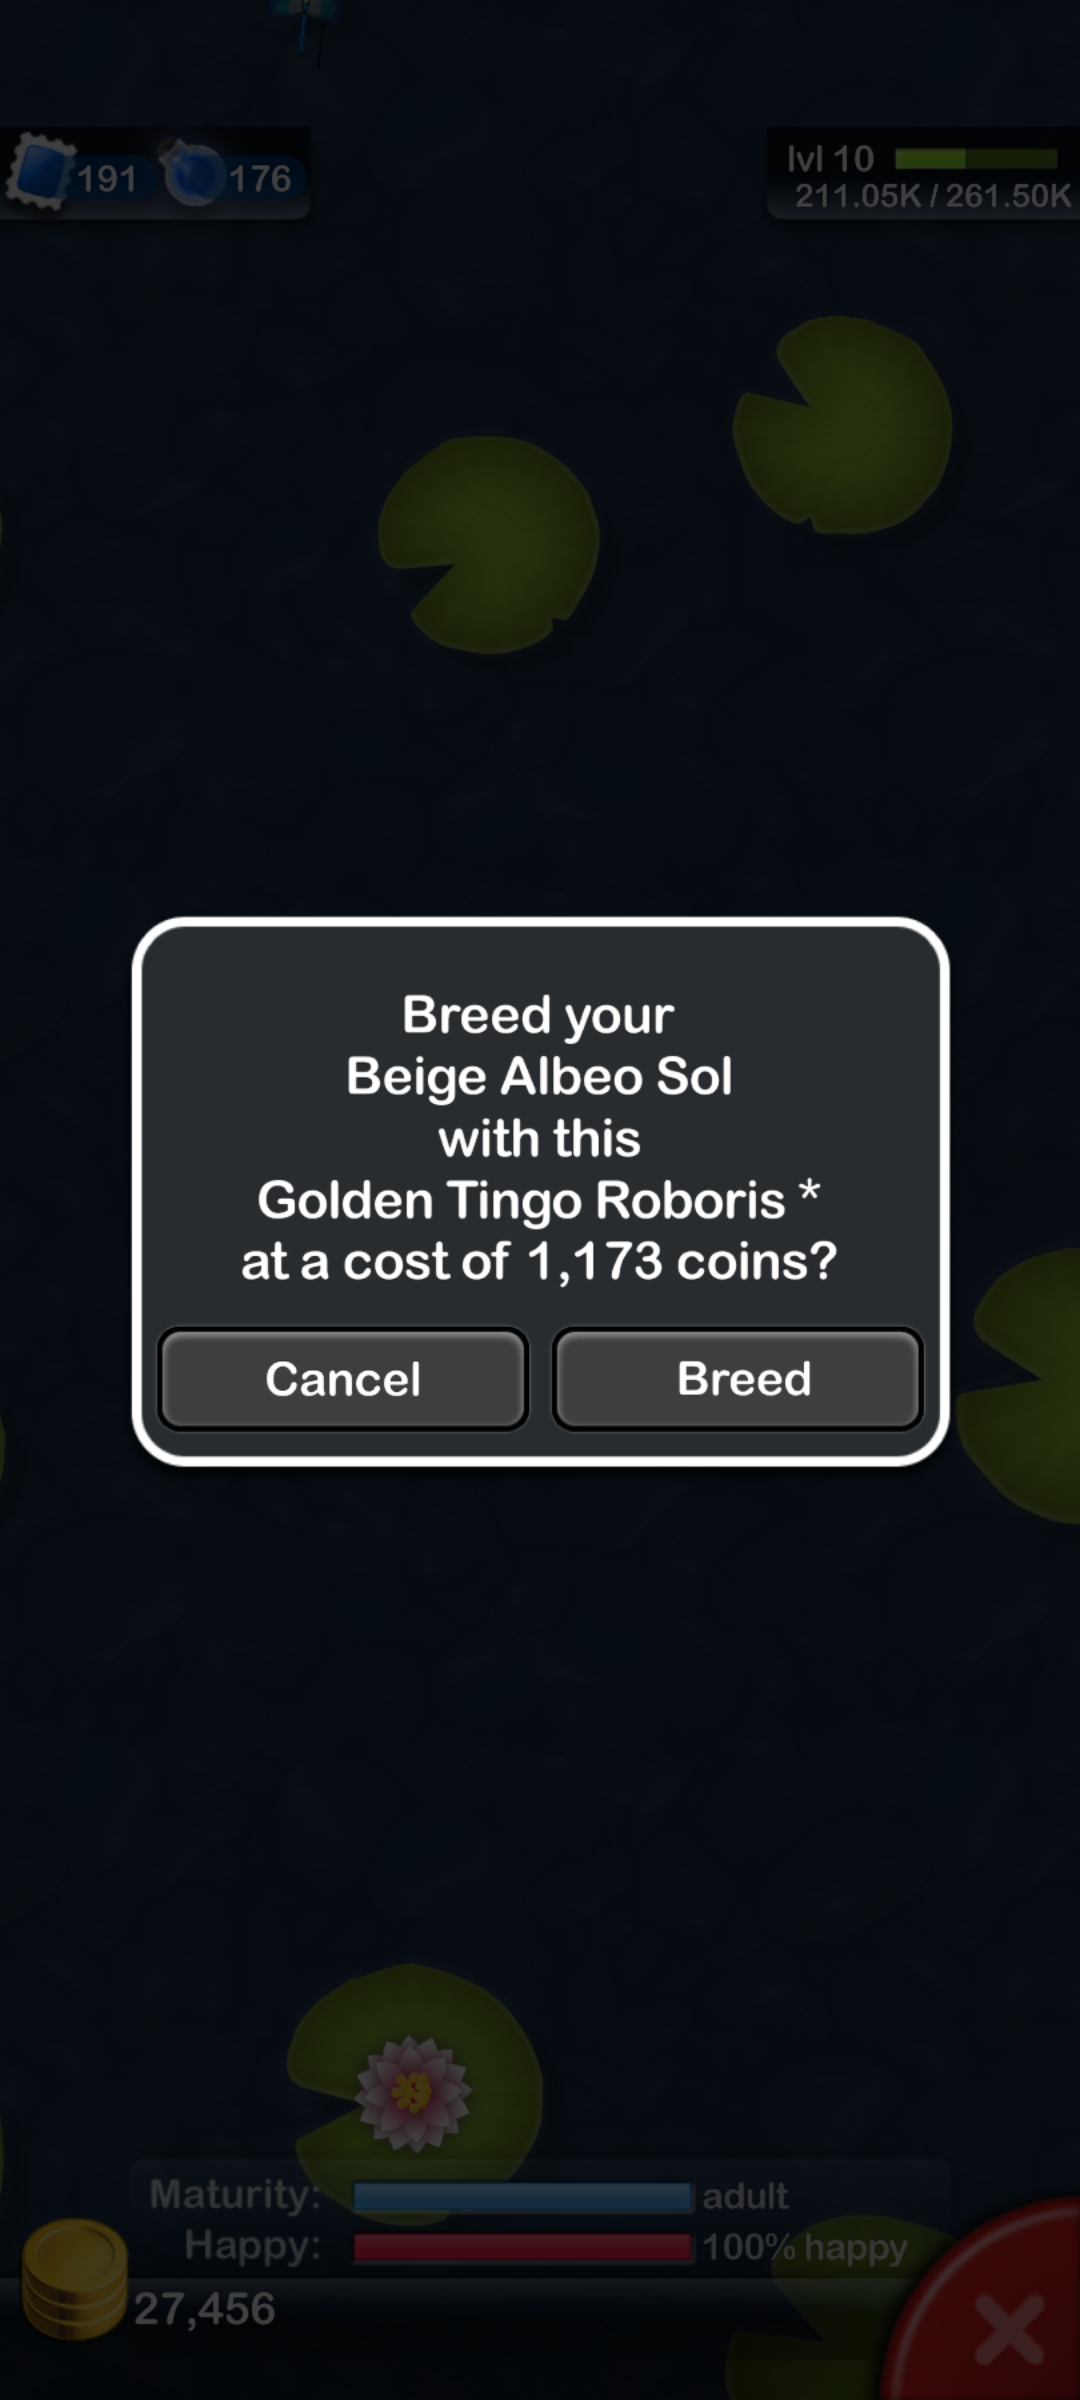 191 176
lvl 10
211.05K / 261.50K
Breed your
Beige Albeo Sol
with this
Golden Tingo Roboris *
at a cost of 1,173 coins?
Cancel Breed
Maturity: adult
Happy: 100% happy
27,456